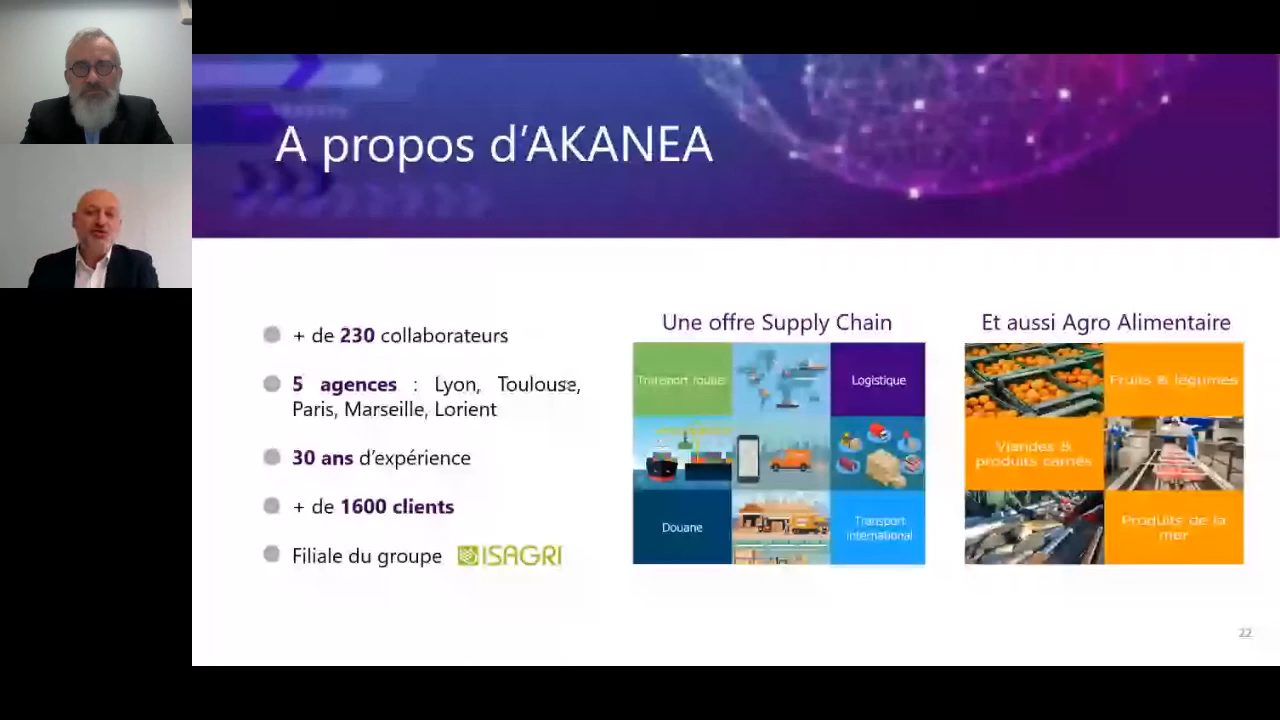 A propos d'AKANEA
+ de 230 collaborateurs
5 agences : Lyon, Toulouse,
Paris, Marseille, Lorient
30 ans d'expérience
+ de 1600 clients
Filiale du groupe ISAGRI
Une offre Supply Chain
Transport routier
Logistique
Douane
Transport
international
Et aussi Agro Alimentaire
Fruits & légumes
Viandes &
produits carnés
Produits de la
mer
22